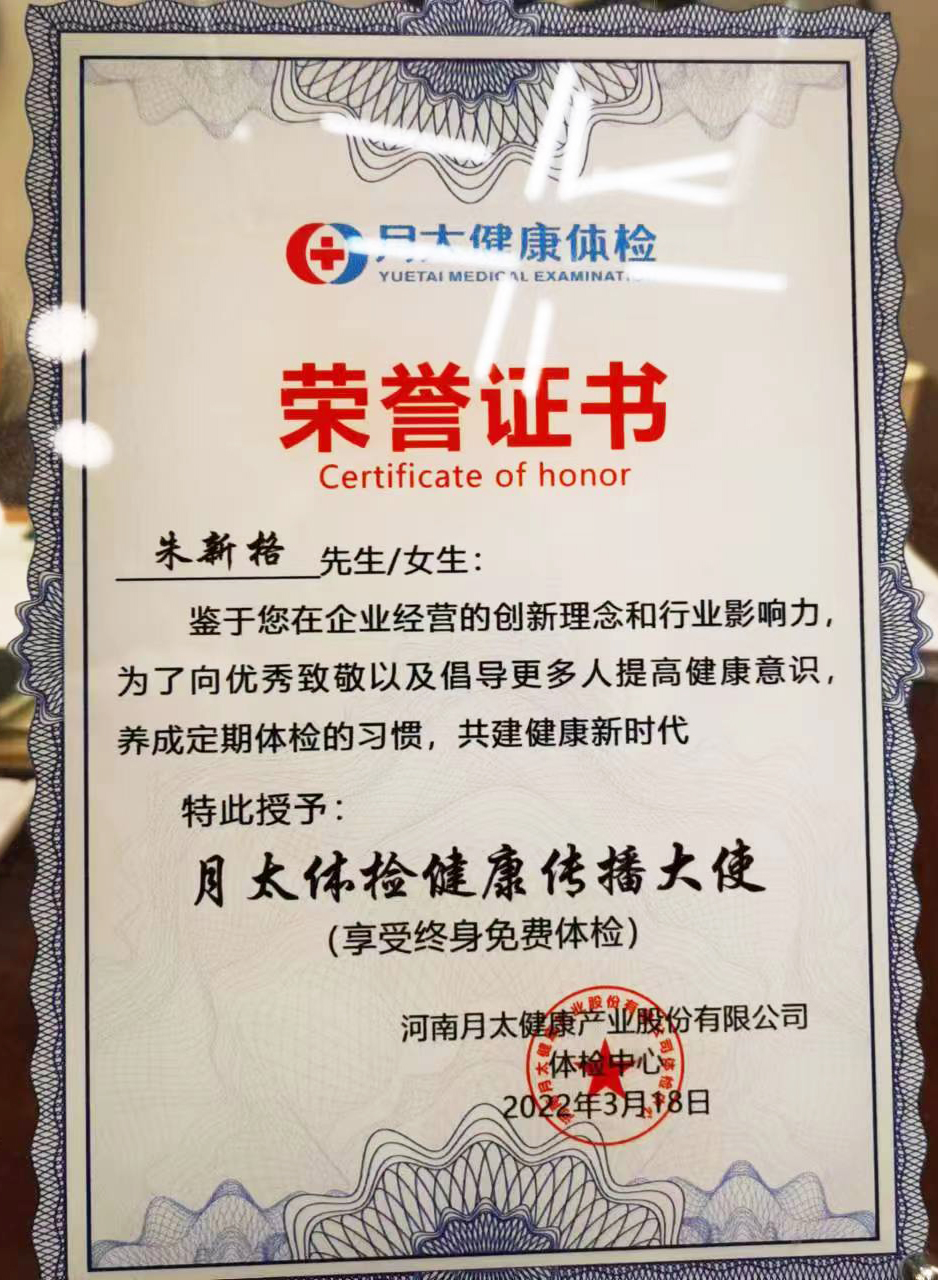 月太健康体检
YUETAI MEDICAL EXAMINATION
荣誉证书
Certificate of honor
朱新格 先生/女生：
鉴于您在企业经营的创新理念和行业影响力，
为了向优秀致敬以及倡导更多人提高健康意识，
养成定期体检的习惯，共建健康新时代
特此授予：
月太体检健康传播大使
（享受终身免费体检）
河南月太健康产业股份有限公司
体检中心
2022年3月18日